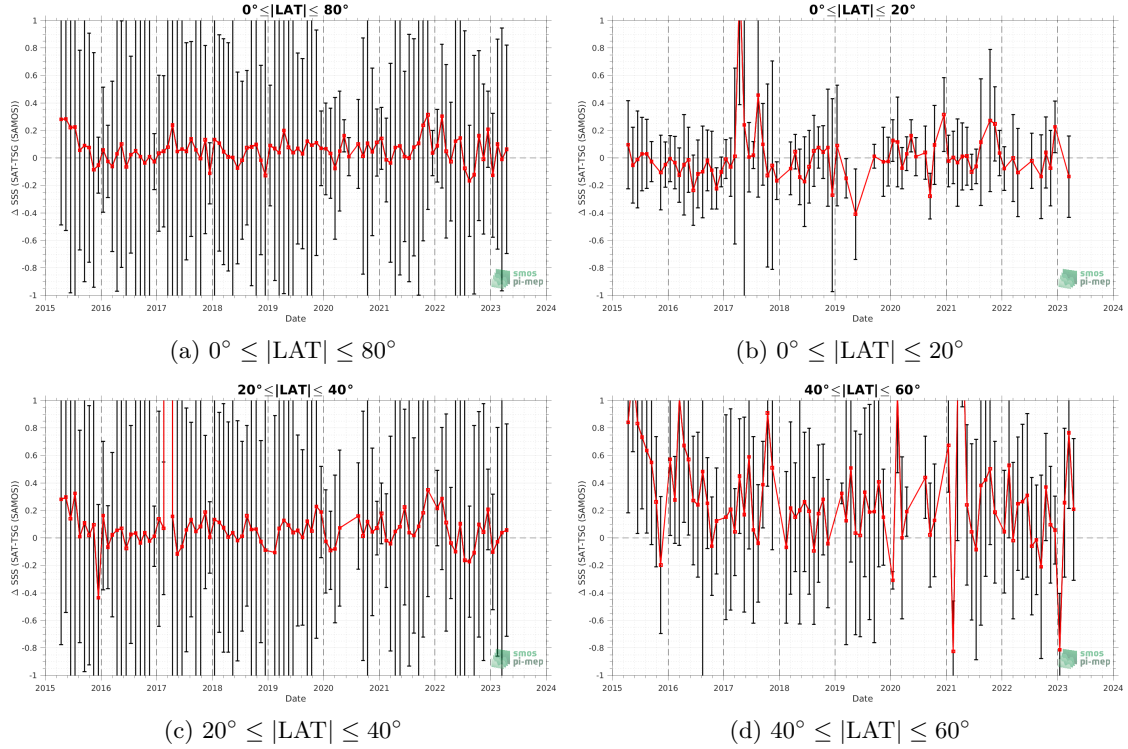 0°≤|LAT|≤ 80°
1
0.8
0.6
0.4
0.2
0
-0.2
-0.4
-0.6
-0.8
-1
Δ SSS (SAT-TSG (SAMOS))
2015 2016 2017 2018 2019 2020 2021 2022 2023 2024
Date
smos
pi-mep
(a) 0° ≤ |LAT| ≤ 80°
0°≤|LAT|≤ 20°
1
0.8
0.6
0.4
0.2
0
-0.2
-0.4
-0.6
-0.8
-1
Δ SSS (SAT-TSG (SAMOS))
2015 2016 2017 2018 2019 2020 2021 2022 2023 2024
Date
smos
pi-mep
(b) 0° ≤ |LAT| ≤ 20°
20°≤|LAT|≤ 40°
1
0.8
0.6
0.4
0.2
0
-0.2
-0.4
-0.6
-0.8
-1
Δ SSS (SAT-TSG (SAMOS))
2015 2016 2017 2018 2019 2020 2021 2022 2023 2024
Date
smos
pi-mep
(c) 20° ≤ |LAT| ≤ 40°
40°≤|LAT|≤ 60°
1
0.8
0.6
0.4
0.2
0
-0.2
-0.4
-0.6
-0.8
-1
Δ SSS (SAT-TSG (SAMOS))
2015 2016 2017 2018 2019 2020 2021 2022 2023 2024
Date
smos
pi-mep
(d) 40° ≤ |LAT| ≤ 60°